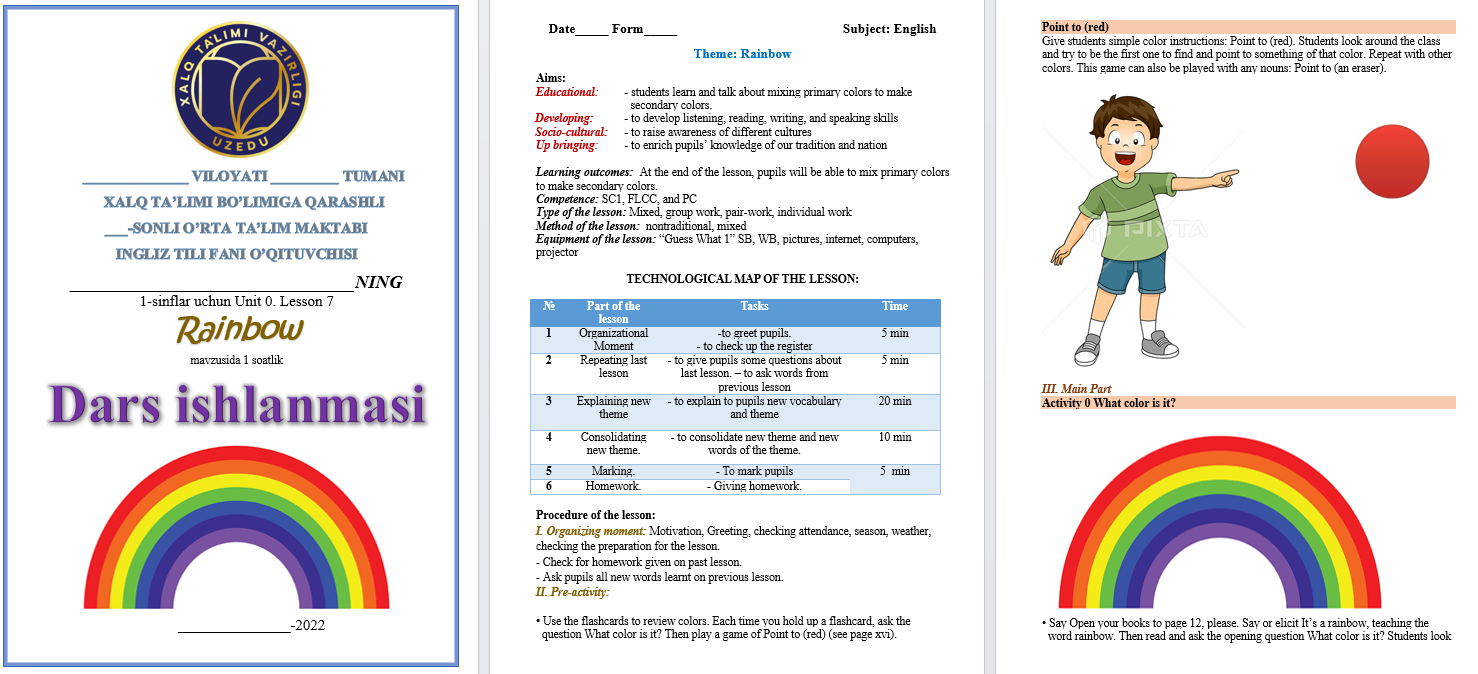 XALQ TA'LIMI VAZIRLIGI
UZEDU
______________ VILOYATI _________ TUMANI
XALQ TA’LIMI BO’LIMIGA QARASHLI
___-SONLI O’RTA TA’LIM MAKTABI
INGLIZ TILI FANI O’QITUVCHISI
______________________________NING
1-sinflar uchun Unit 0. Lesson 7
Rainbow
mavzusida 1 soatlik
Dars ishlanmasi
________________-2022
Date_____ Form_____ Subject: English
Theme: Rainbow
Aims:
Educational: - students learn and talk about mixing primary colors to make
secondary colors.
Developing: - to develop listening, reading, writing, and speaking skills
Socio-cultural: - to raise awareness of different cultures
Up bringing: - to enrich pupils’ knowledge of our tradition and nation
Learning outcomes: At the end of the lesson, pupils will be able to mix primary colors
to make secondary colors.
Competence: SC1, FLCC, and PC
Type of the lesson: Mixed, group work, pair-work, individual work
Method of the lesson: nontraditional, mixed
Equipment of the lesson: “Guess What 1” SB, WB, pictures, internet, computers,
projector
TECHNOLOGICAL MAP OF THE LESSON:
№ Part of the lesson Tasks Time
1 Organizational Moment -to greet pupils. - to check up the register 5 min
2 Repeating last lesson - to give pupils some questions about last lesson. – to ask words from previous lesson 5 min
3 Explaining new theme - to explain to pupils new vocabulary and theme 20 min
4 Consolidating new theme. - to consolidate new theme and new words of the theme. 10 min
5 Marking. - To mark pupils 5 min
6 Homework. - Giving homework.
Procedure of the lesson:
I. Organizing moment: Motivation, Greeting, checking attendance, season, weather,
checking the preparation for the lesson.
- Check for homework given on past lesson.
- Ask pupils all new words learnt on previous lesson.
II. Pre-activity:
• Use the flashcards to review colors. Each time you hold up a flashcard, ask the
question What color is it? Then play a game of Point to (red) (see page xvi).
Point to (red)
Give students simple color instructions: Point to (red). Students look around the class
and try to be the first one to find and point to something of that color. Repeat with other
colors. This game can also be played with any nouns: Point to (an eraser).
PIXTA
III. Main Part
Activity 0 What color is it?
• Say Open your books to page 12, please. Say or elicit It’s a rainbow, teaching the
word rainbow. Then read and ask the opening question What color is it? Students look